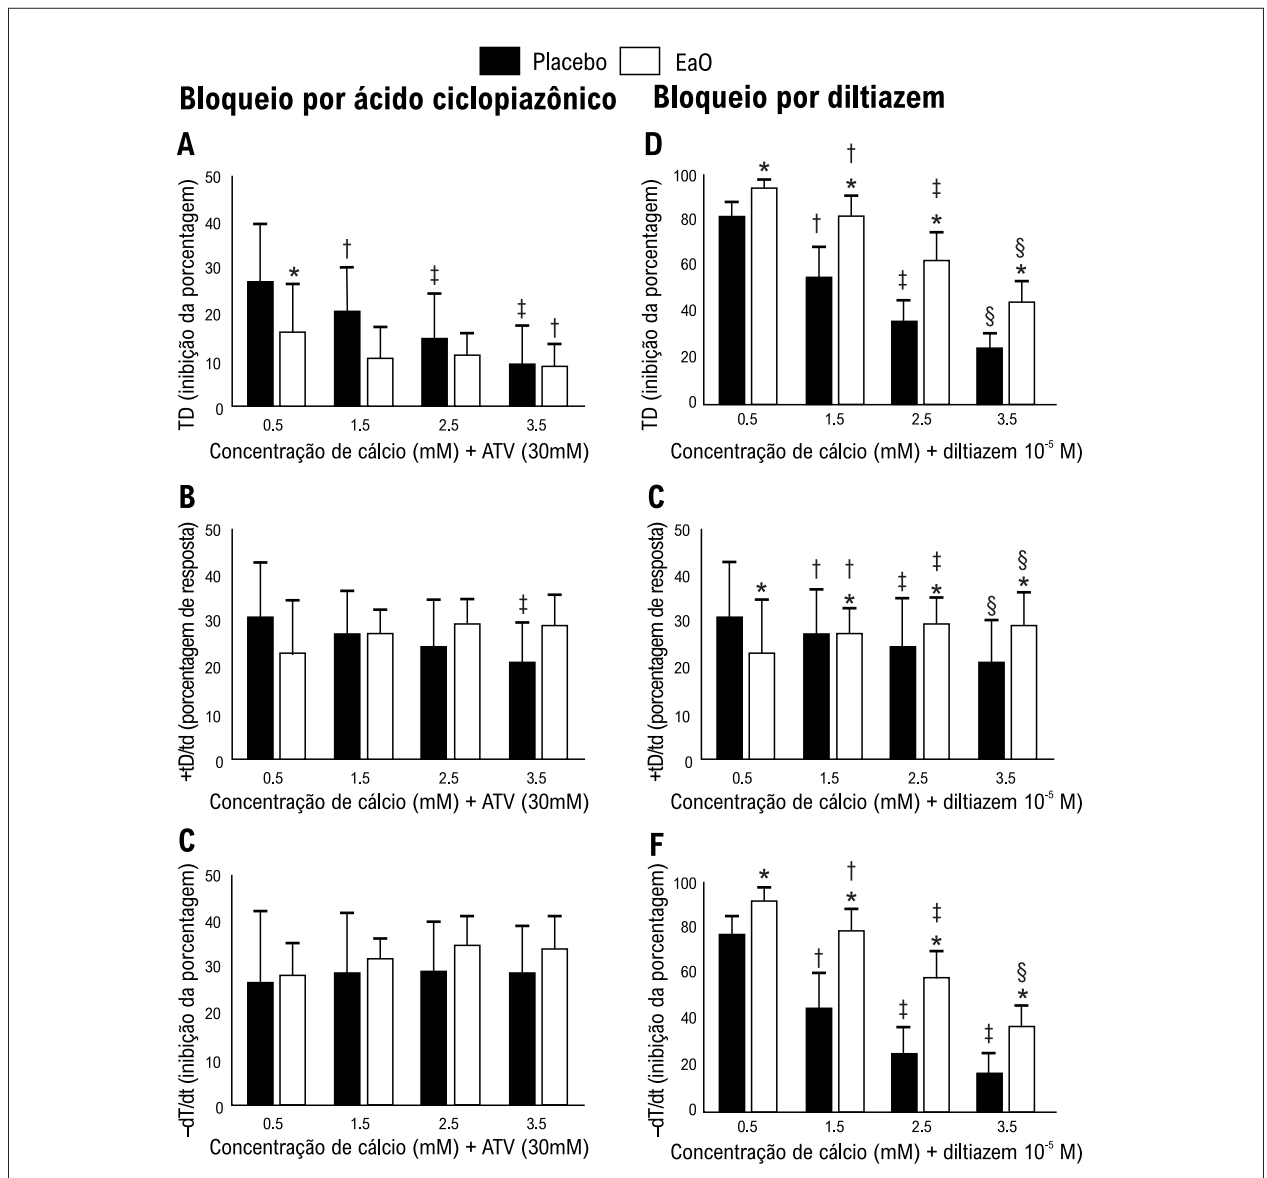 Placebo EaO
Bloqueio por ácido ciclopiazônico
Bloqueio por diltiazem
A
TD (inibição da porcentagem)
50
40
30
20
10
0
*
†
‡
‡
†
0.5 1.5 2.5 3.5
Concentração de cálcio (mM) + ATV (30mM)
D
TD (inibição da porcentagem)
100
80
60
40
20
0
*
†
†
*
‡
‡
*
§
§
*
0.5 1.5 2.5 3.5
Concentração de cálcio (mM) + diltiazem 10⁻⁵ M)
B
+tD/td (porcentagem de resposta)
50
40
30
20
10
0
‡
0.5 1.5 2.5 3.5
Concentração de cálcio (mM) + ATV (30mM)
C
+tD/td (porcentagem de resposta)
50
40
30
20
10
0
*
†
†
*
‡
‡
*
§
§
*
0.5 1.5 2.5 3.5
Concentração de cálcio (mM) + diltiazem 10⁻⁵ M)
C
–dT/dt (inibição da porcentagem)
50
40
30
20
10
0
0.5 1.5 2.5 3.5
Concentração de cálcio (mM) + ATV (30mM)
F
–dT/dt (inibição da porcentagem)
100
80
60
40
20
0
*
†
†
*
‡
‡
*
‡
§
*
0.5 1.5 2.5 3.5
Concentração de cálcio (mM) + diltiazem 10⁻⁵ M)